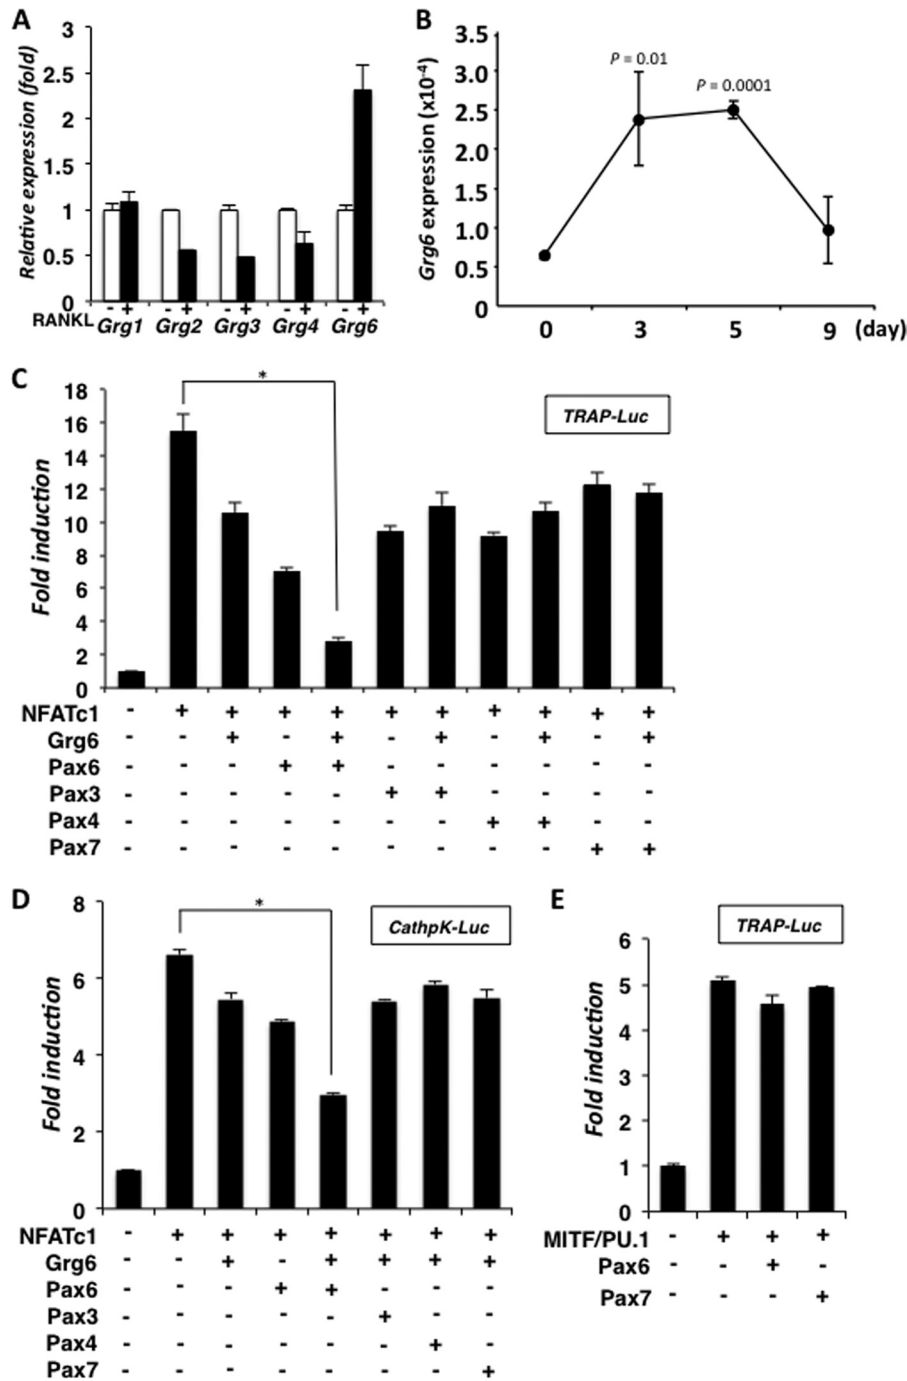 A
Relative expression (fold)
3
2.5
2
1.5
1
0.5
0
- + - + - + - + - +
RANKL Grg1 Grg2 Grg3 Grg4 Grg6
B
Grg6 expression (x10-4)
3.5
3.0
2.5
2.0
1.5
1.0
0.5
0
P = 0.01
P = 0.0001
0 3 5 9 (day)
C
Fold induction
18
16
14
12
10
8
6
4
2
0
*
TRAP-Luc
NFATc1 - + + + + + + + + + +
Grg6 - - + - + - + - + - +
Pax6 - - - + + - - - - - -
Pax3 - - - - - + + - - - -
Pax4 - - - - - - - + + - -
Pax7 - - - - - - - - - + +
D
Fold induction
8
6
4
2
0
*
CathpK-Luc
NFATc1 - + + + + + + +
Grg6 - - + - + + + +
Pax6 - - - + + - - -
Pax3 - - - - - + - -
Pax4 - - - - - - + -
Pax7 - - - - - - - +
E
Fold induction
6
5
4
3
2
1
0
TRAP-Luc
MITF/PU.1 - + + +
Pax6 - - + -
Pax7 - - - +